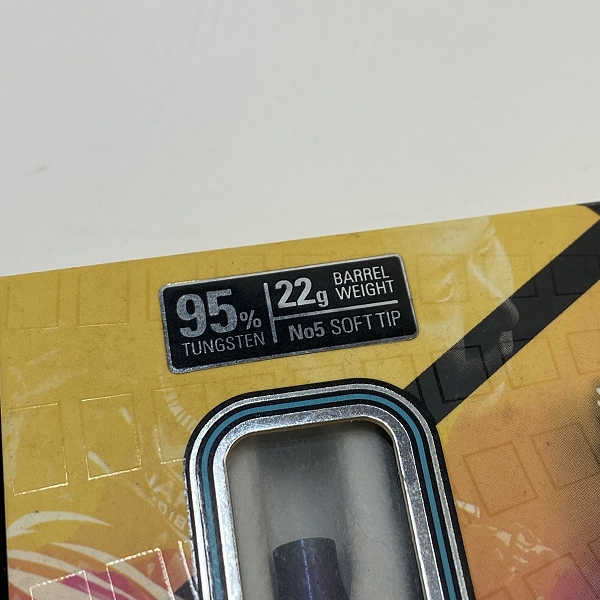 95%
TUNGSTEN
22g
BARREL
WEIGHT
No5 SOFT TIP